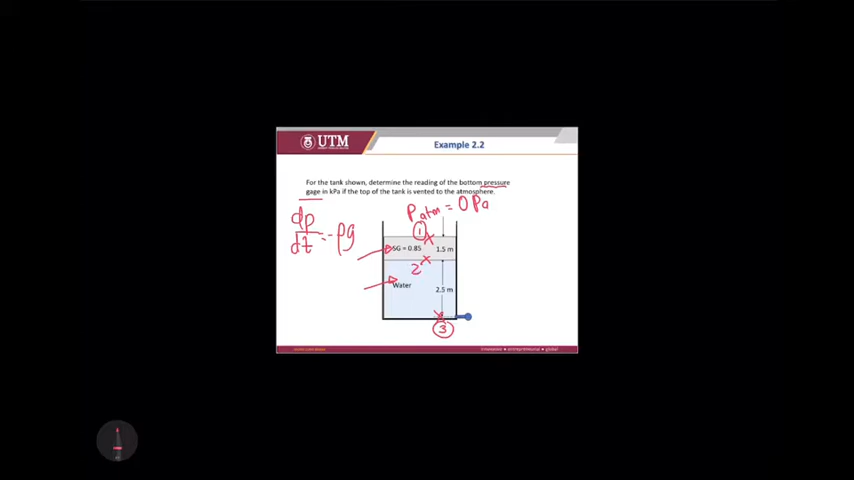 UTM
Example 2.2
For the tank shown, determine the reading of the bottom pressure
gage in kPa if the top of the tank is vented to the atmosphere.
Patm = 0 Pa
dp
dz = -ρg
1
SG = 0.85
1.5 m
2
Water
2.5 m
3